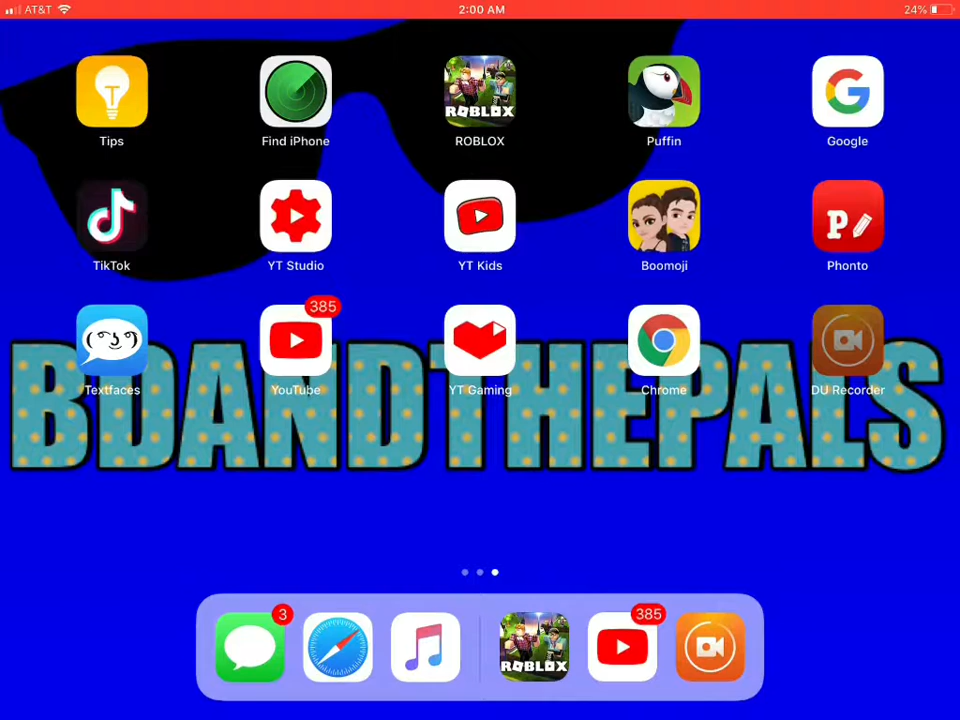 AT&T 2:00 AM 24%
ROBLOX
Tips Find iPhone ROBLOX Puffin Google
P
TikTok YT Studio YT Kids Boomoji Phonto
385
Textfaces YouTube YT Gaming Chrome DU Recorder
BDANDTHEPALS
3 385
ROBLOX